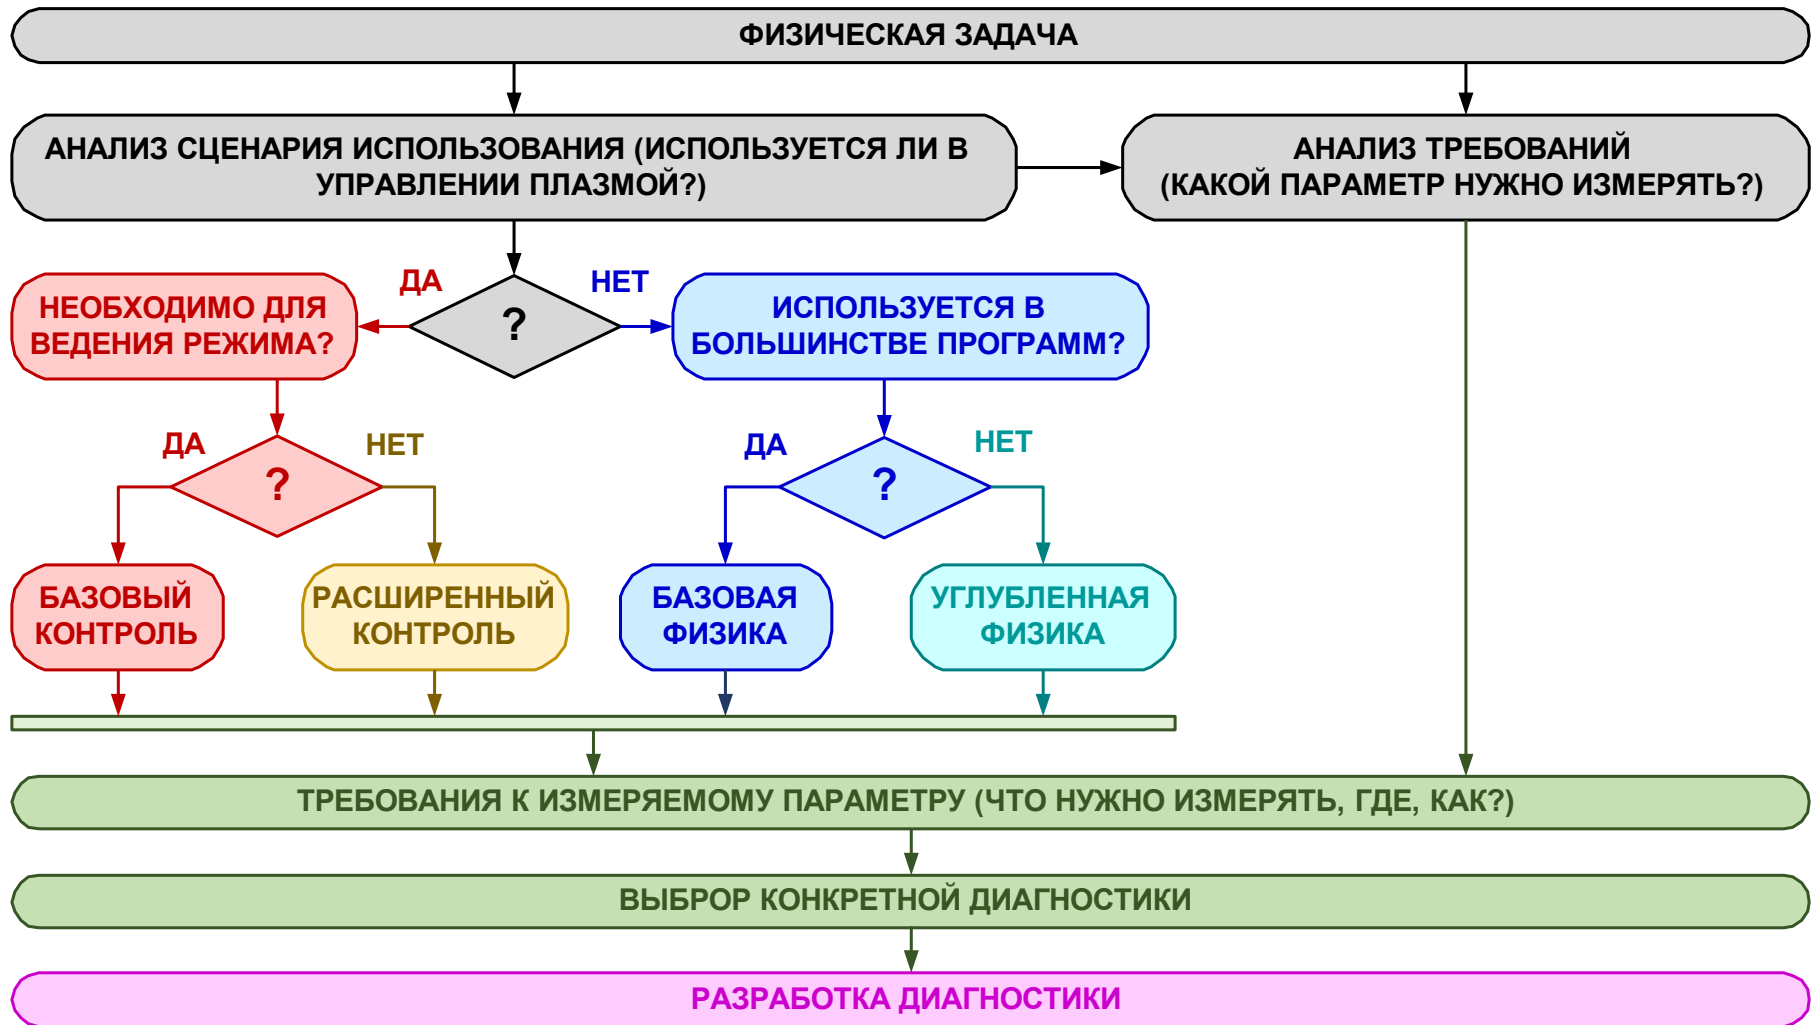 ФИЗИЧЕСКАЯ ЗАДАЧА
АНАЛИЗ СЦЕНАРИЯ ИСПОЛЬЗОВАНИЯ (ИСПОЛЬЗУЕТСЯ ЛИ В
УПРАВЛЕНИИ ПЛАЗМОЙ?)
АНАЛИЗ ТРЕБОВАНИЙ
(КАКОЙ ПАРАМЕТР НУЖНО ИЗМЕРЯТЬ?)
ДА
НЕТ
НЕОБХОДИМО ДЛЯ
ВЕДЕНИЯ РЕЖИМА?
?
ИСПОЛЬЗУЕТСЯ В
БОЛЬШИНСТВЕ ПРОГРАММ?
ДА
НЕТ
?
ДА
НЕТ
?
БАЗОВЫЙ
КОНТРОЛЬ
РАСШИРЕННЫЙ
КОНТРОЛЬ
БАЗОВАЯ
ФИЗИКА
УГЛУБЛЕННАЯ
ФИЗИКА
ТРЕБОВАНИЯ К ИЗМЕРЯЕМОМУ ПАРАМЕТРУ (ЧТО НУЖНО ИЗМЕРЯТЬ, ГДЕ, КАК?)
ВЫБРОР КОНКРЕТНОЙ ДИАГНОСТИКИ
РАЗРАБОТКА ДИАГНОСТИКИ